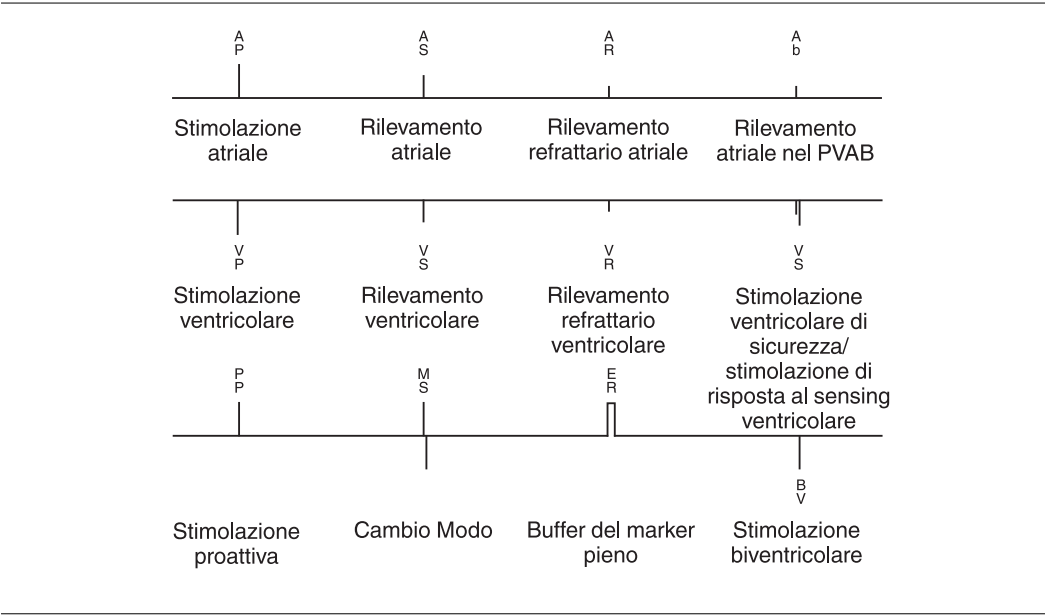 A A A A
P S R b
Stimolazione
atriale
Rilevamento
atriale
Rilevamento
refrattario atriale
Rilevamento
atriale nel PVAB
V V V V
P S R S
Stimolazione
ventricolare
Rilevamento
ventricolare
Rilevamento
refrattario
ventricolare
Stimolazione
ventricolare di
sicurezza/
stimolazione di
risposta al sensing
ventricolare
P M E
P S R
B
V
Stimolazione
proattiva
Cambio Modo
Buffer del marker
pieno
Stimolazione
biventricolare